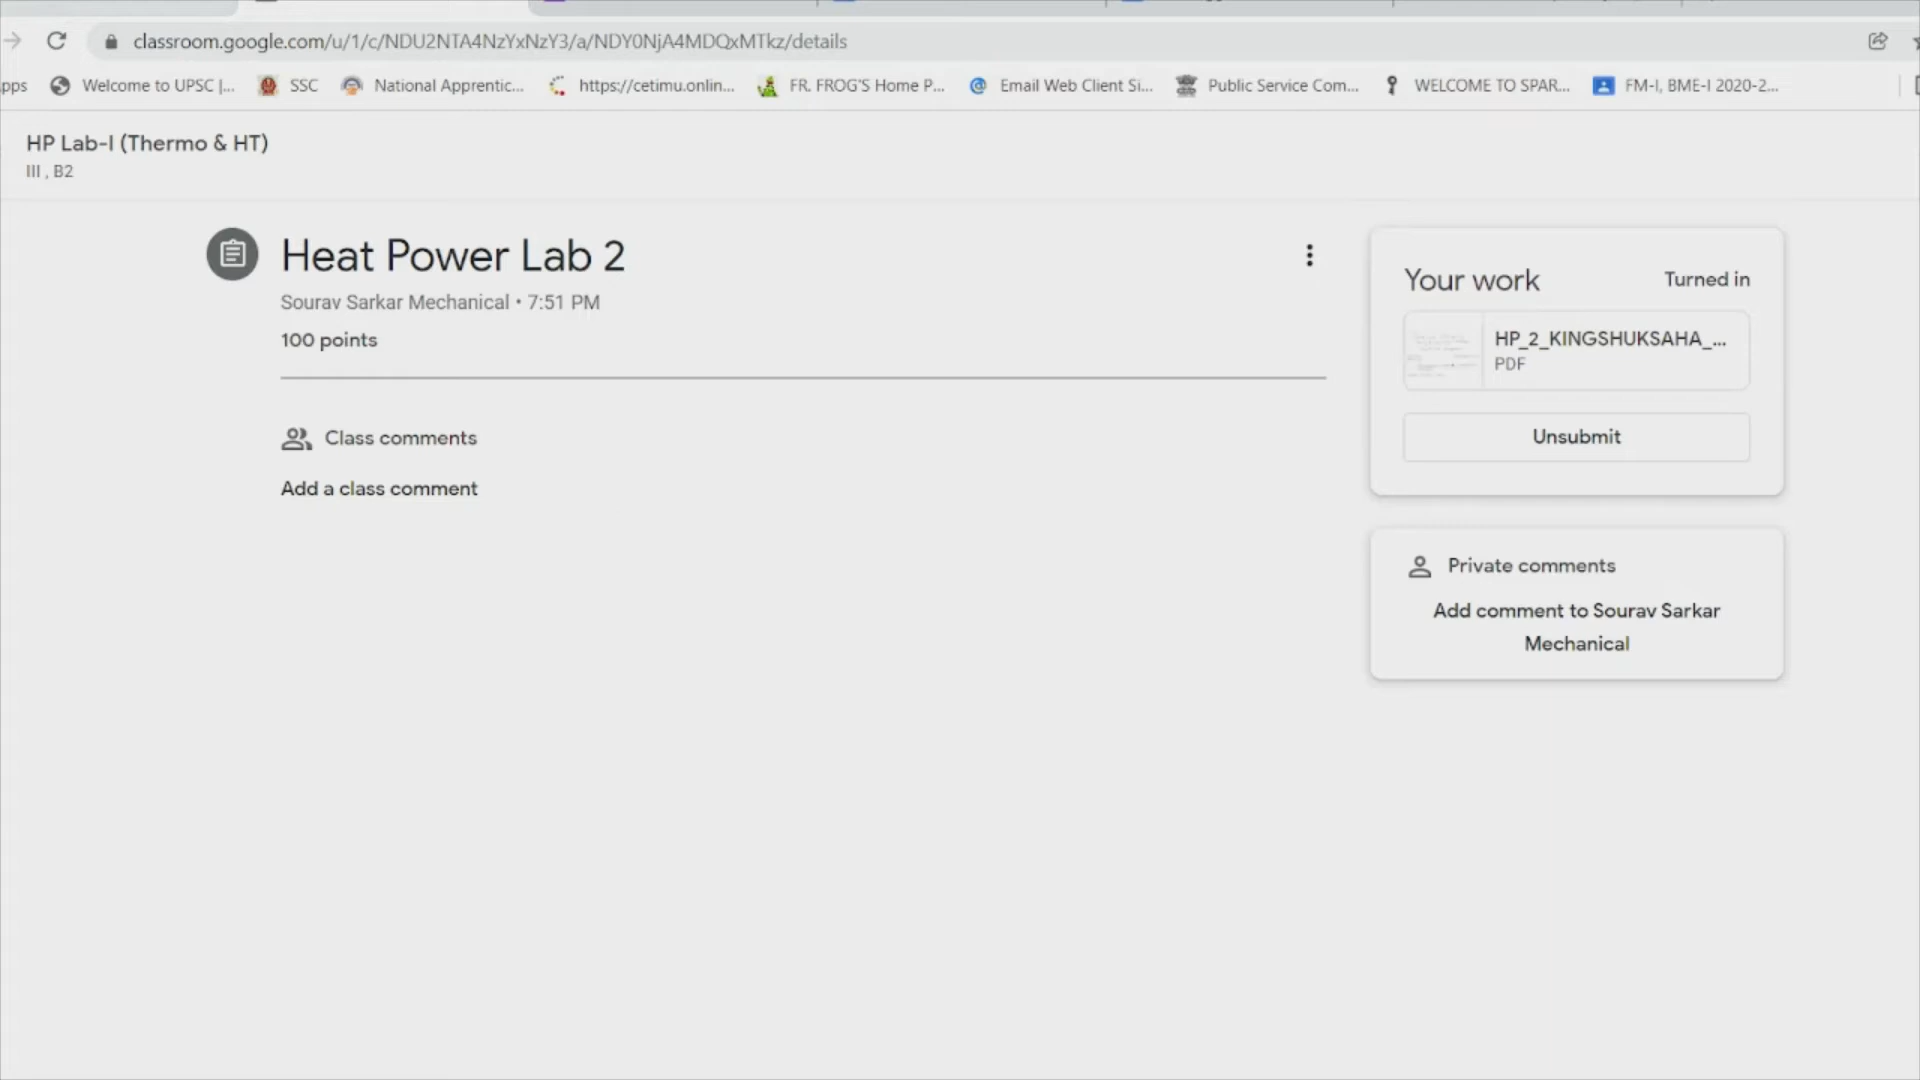 classroom.google.com/u/1/c/NDU2NTA4NzYxNzY3/a/NDY0NjA4MDQxMTkz/details
pps Welcome to UPSC |... SSC National Apprentic... https://cetimu.onlin... FR. FROG'S Home P... Email Web Client Si... Public Service Com... WELCOME TO SPAR... FM-I, BME-I 2020-2...
HP Lab-I (Thermo & HT)
III , B2
Heat Power Lab 2
Sourav Sarkar Mechanical • 7:51 PM
100 points
Class comments
Add a class comment
Your work Turned in
HP_2_KINGSHUKSAHA_...
PDF
Unsubmit
Private comments
Add comment to Sourav Sarkar
Mechanical